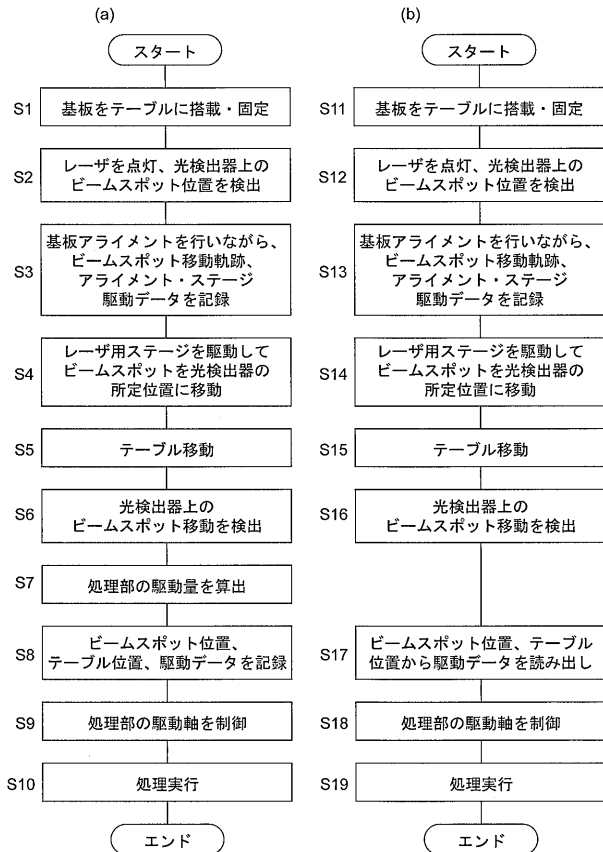 (a)
スタート
S1
基板をテーブルに搭載・固定
S2
レーザを点灯、光検出器上の
ビームスポット位置を検出
S3
基板アライメントを行いながら、
ビームスポット移動軌跡、
アライメント・ステージ
駆動データを記録
S4
レーザ用ステージを駆動して
ビームスポットを光検出器の
所定位置に移動
S5
テーブル移動
S6
光検出器上の
ビームスポット移動を検出
S7
処理部の駆動量を算出
S8
ビームスポット位置、
テーブル位置、駆動データを記録
S9
処理部の駆動軸を制御
S10
処理実行
エンド
(b)
スタート
S11
基板をテーブルに搭載・固定
S12
レーザを点灯、光検出器上の
ビームスポット位置を検出
S13
基板アライメントを行いながら、
ビームスポット移動軌跡、
アライメント・ステージ
駆動データを記録
S14
レーザ用ステージを駆動して
ビームスポットを光検出器の
所定位置に移動
S15
テーブル移動
S16
光検出器上の
ビームスポット移動を検出
S17
ビームスポット位置、テーブル
位置から駆動データを読み出し
S18
処理部の駆動軸を制御
S19
処理実行
エンド